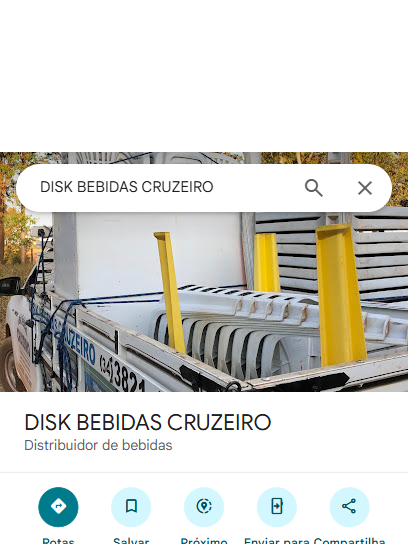 DISK BEBIDAS CRUZEIRO
CRUZEIRO
(34)3821
DISK BEBIDAS CRUZEIRO
Distribuidor de bebidas
Rotas Salvar Próximo Enviar para Compartilha